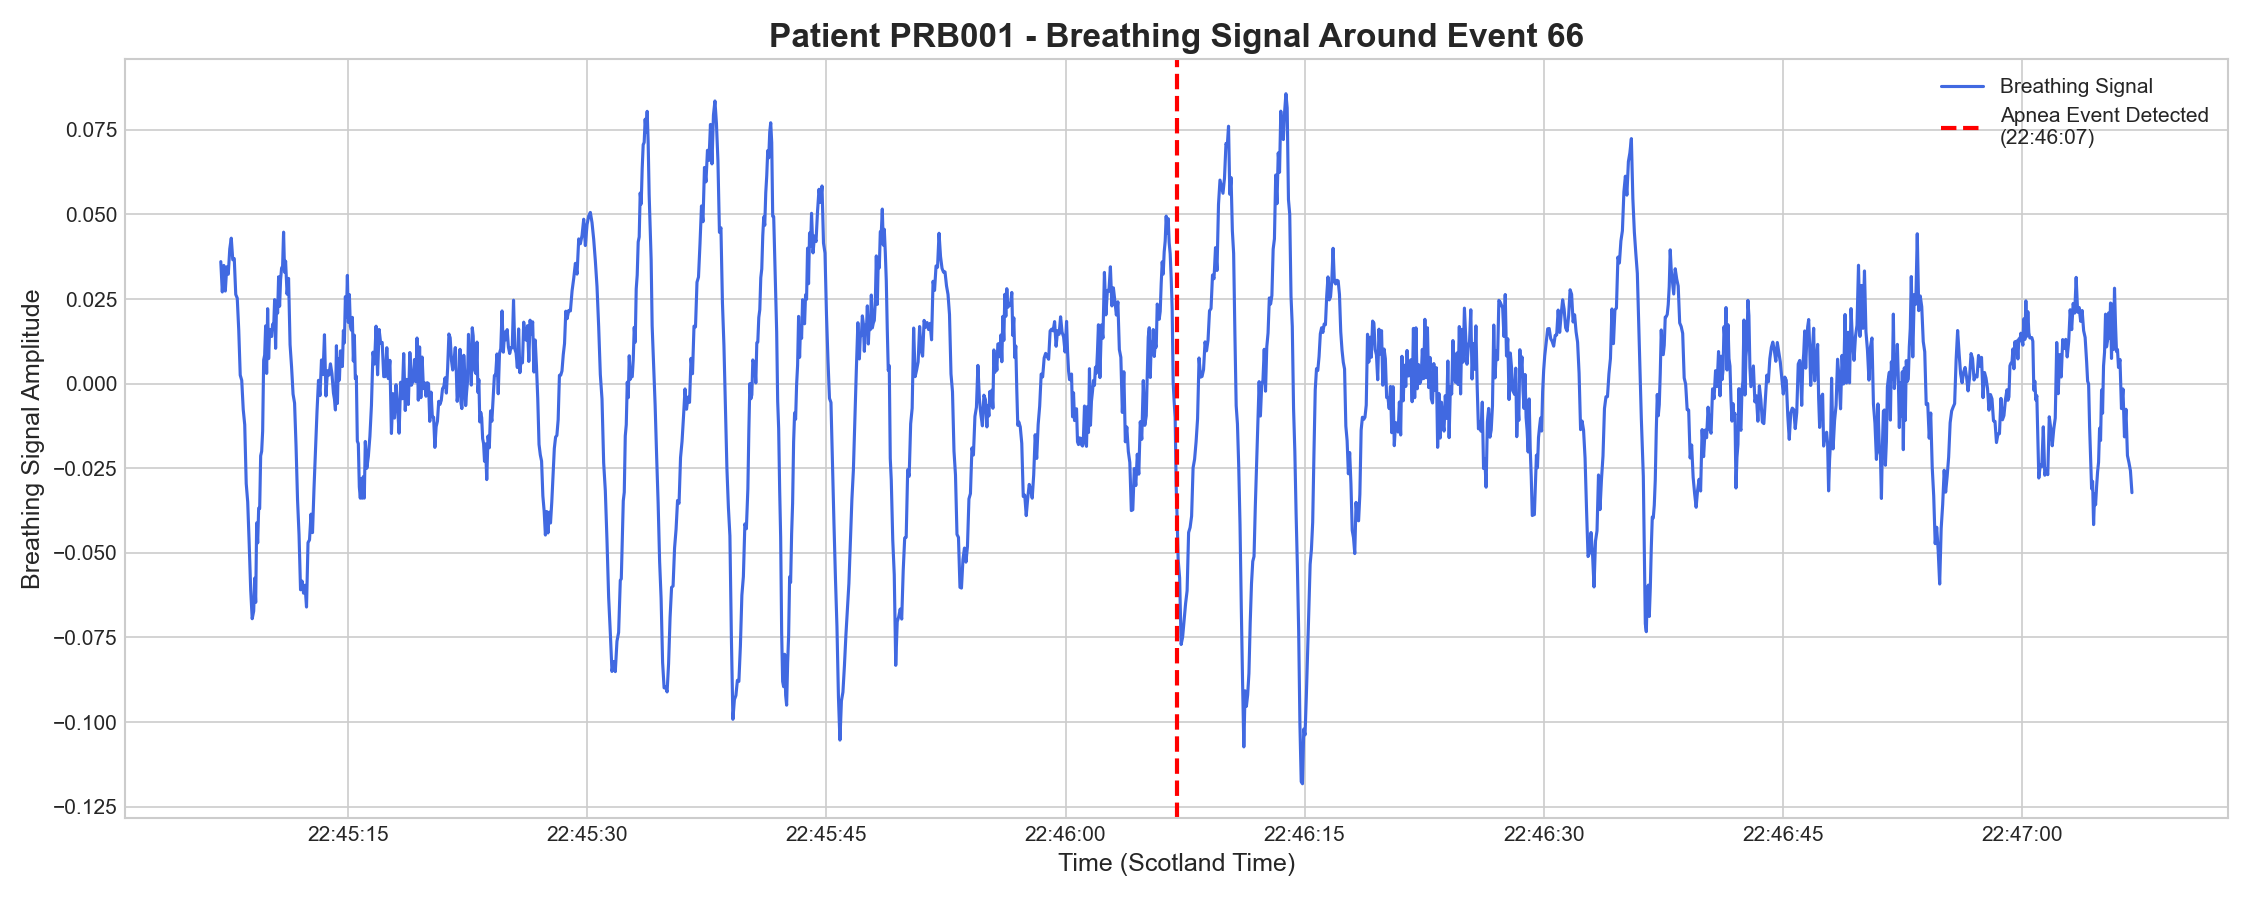 Patient PRB001 - Breathing Signal Around Event 66
Breathing Signal
Apnea Event Detected
(22:46:07)
Breathing Signal Amplitude
0.075
0.050
0.025
0.000
−0.025
−0.050
−0.075
−0.100
−0.125
22:45:15 22:45:30 22:45:45 22:46:00 22:46:15 22:46:30 22:46:45 22:47:00
Time (Scotland Time)